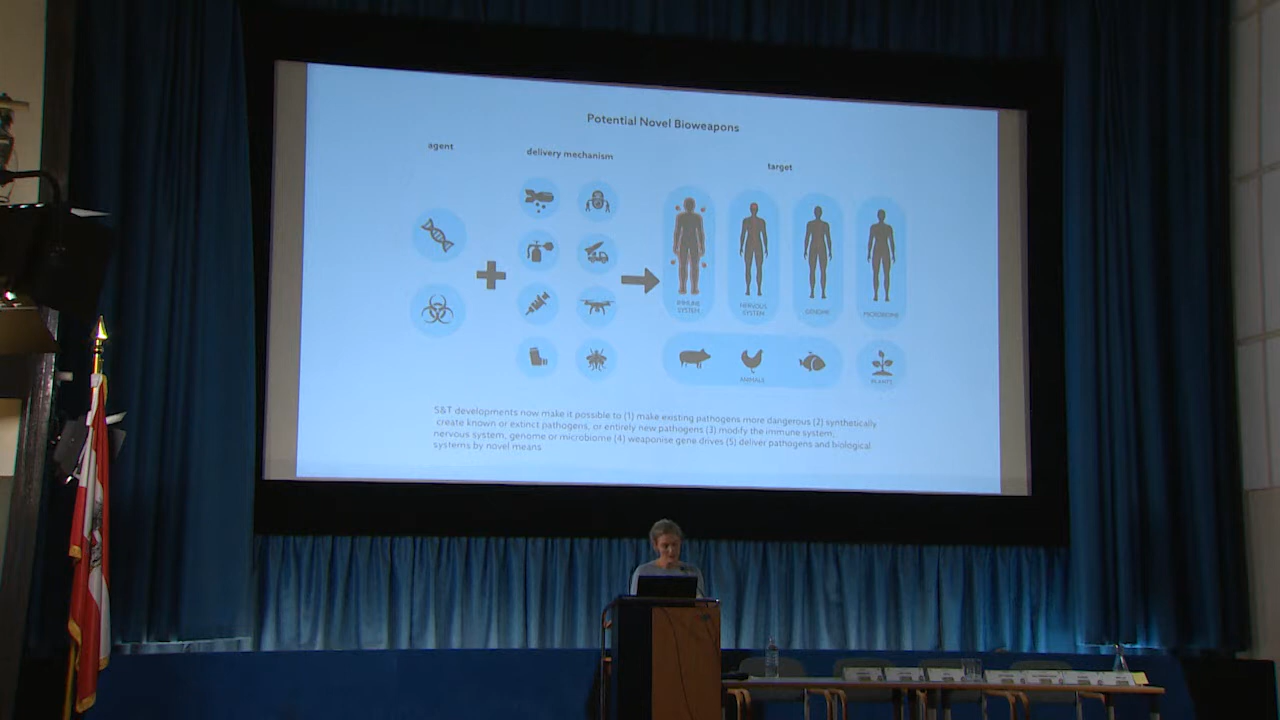 Potential Novel Bioweapons
agent
delivery mechanism
target
IMMUNE
SYSTEM
NERVOUS
SYSTEM
GENOME
MICROBIOME
ANIMALS
PLANTS
S&T developments now make it possible to (1) make existing pathogens more dangerous (2) synthetically
create known or extinct pathogens, or entirely new pathogens (3) modify the immune system,
nervous system, genome or microbiome (4) weaponise gene drives (5) deliver pathogens and biological
systems by novel means